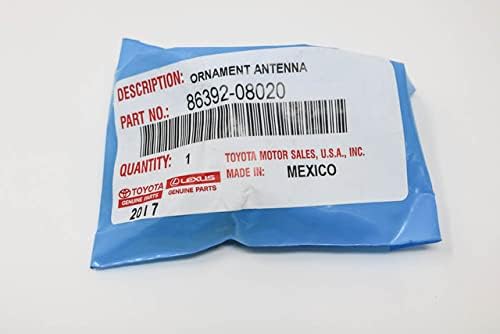 DESCRIPTION: ORNAMENT ANTENNA
PART NO.: 86392-08020
QUANTITY: 1 TOYOTA MOTOR SALES, U.S.A., INC.
MADE IN: MEXICO
TOYOTA LEXUS
GENUINE PARTS GENUINE PARTS
2017